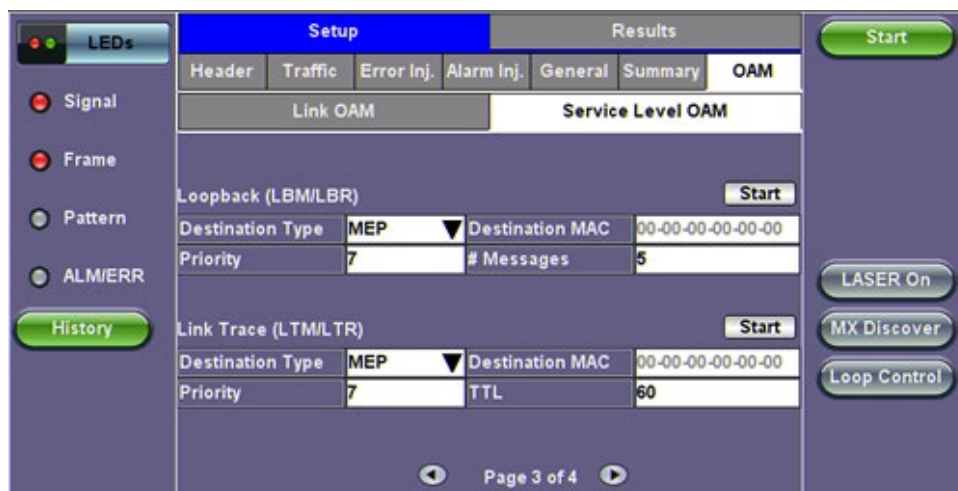 LEDs
Signal
Frame
Pattern
ALM/ERR
History
Setup Results
Header Traffic Error Inj. Alarm Inj. General Summary OAM
Link OAM Service Level OAM
Loopback (LBM/LBR) Start
Destination Type MEP Destination MAC 00-00-00-00-00-00
Priority 7 # Messages 5
Link Trace (LTM/LTR) Start
Destination Type MEP Destination MAC 00-00-00-00-00-00
Priority 7 TTL 60
Page 3 of 4
Start
LASER On
MX Discover
Loop Control